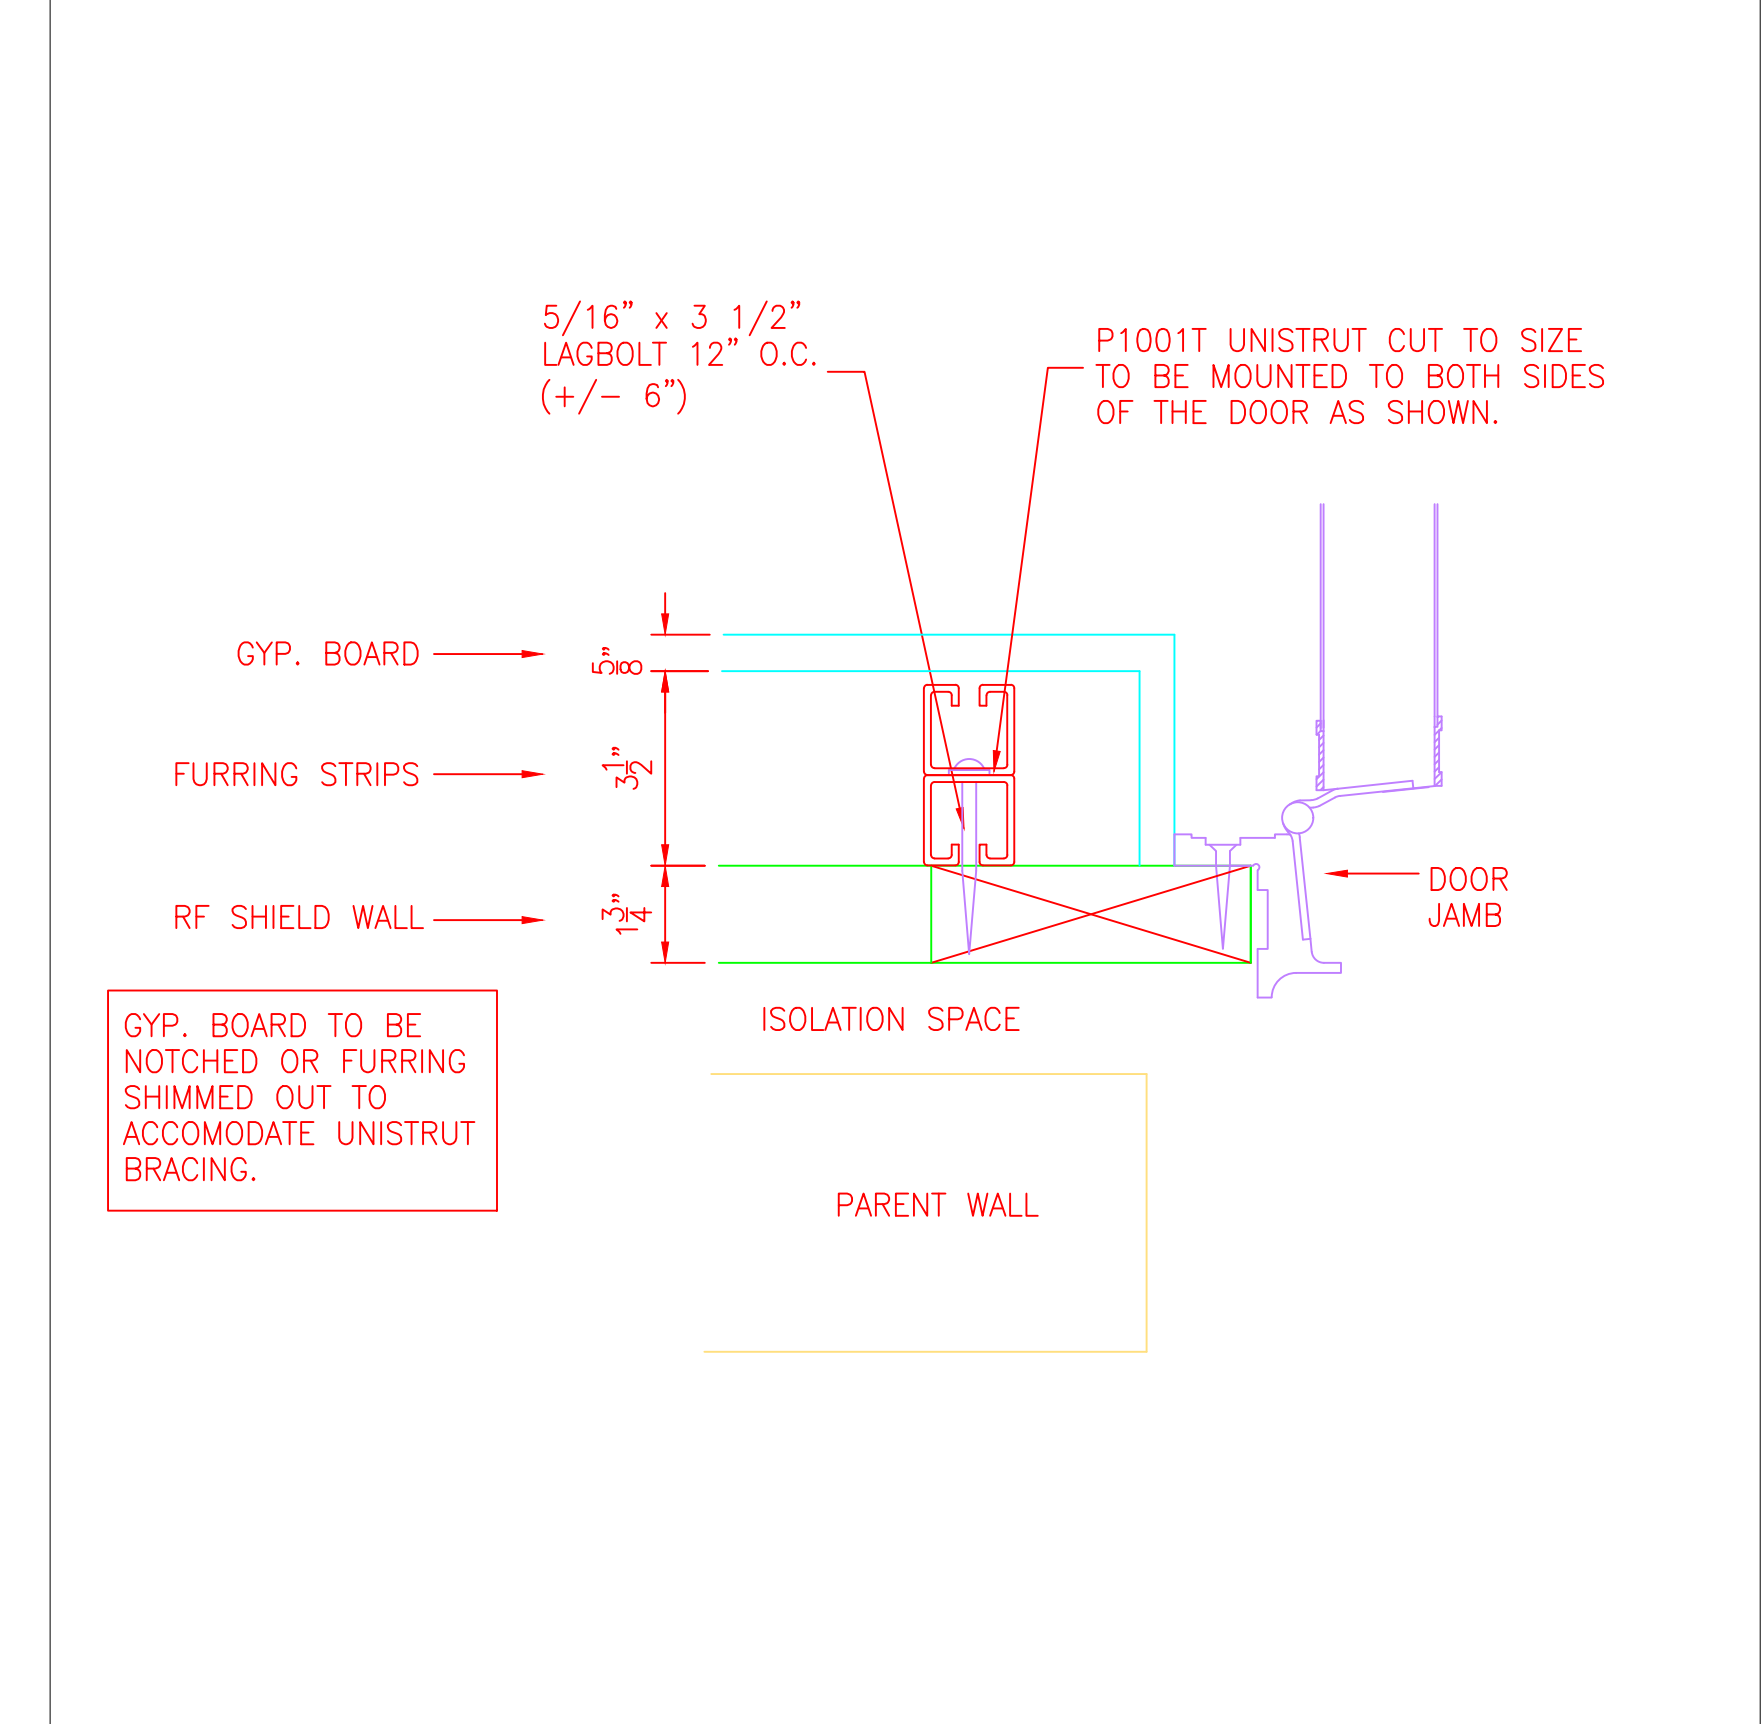 5/16” x 3 1/2”
LAGBOLT 12” O.C.
(+/- 6”)
P1001T UNISTRUT CUT TO SIZE
TO BE MOUNTED TO BOTH SIDES
OF THE DOOR AS SHOWN.
GYP. BOARD
5/8”
FURRING STRIPS
3 1/2”
RF SHIELD WALL
1 3/4”
DOOR
JAMB
GYP. BOARD TO BE
NOTCHED OR FURRING
SHIMMED OUT TO
ACCOMODATE UNISTRUT
BRACING.
ISOLATION SPACE
PARENT WALL